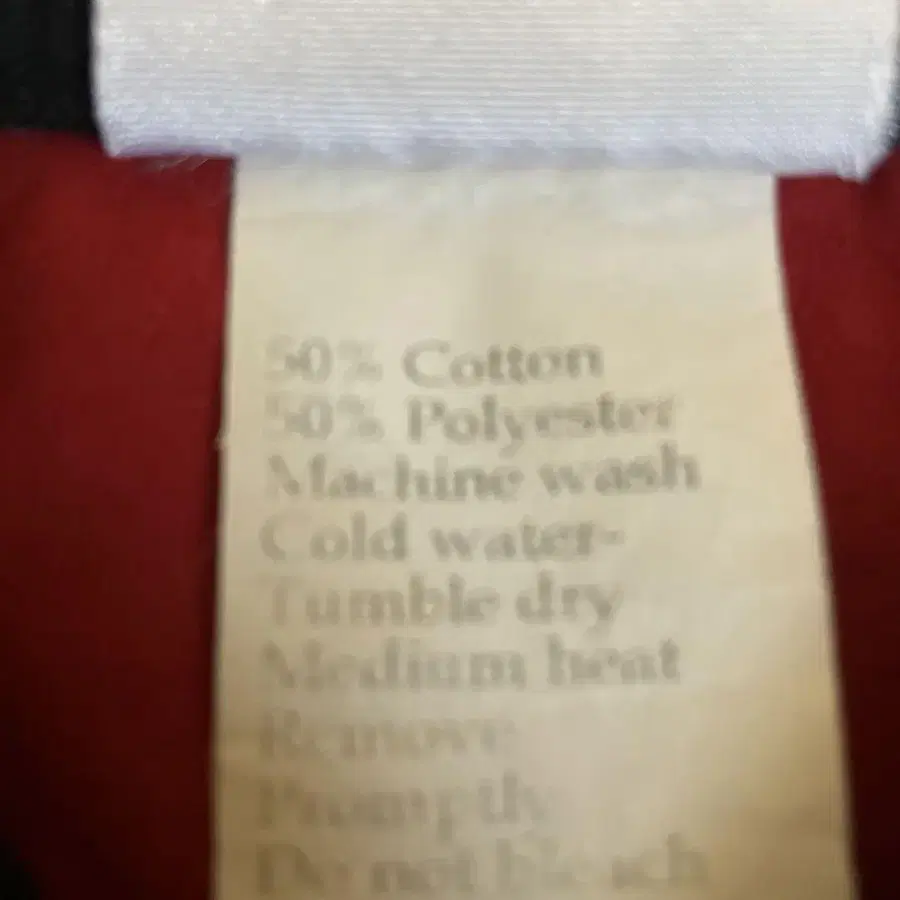 50% Cotton
50% Polyester
Machine wash
Cold water-
Tumble dry
Medium heat
Remove
Promptly
Do not bleach